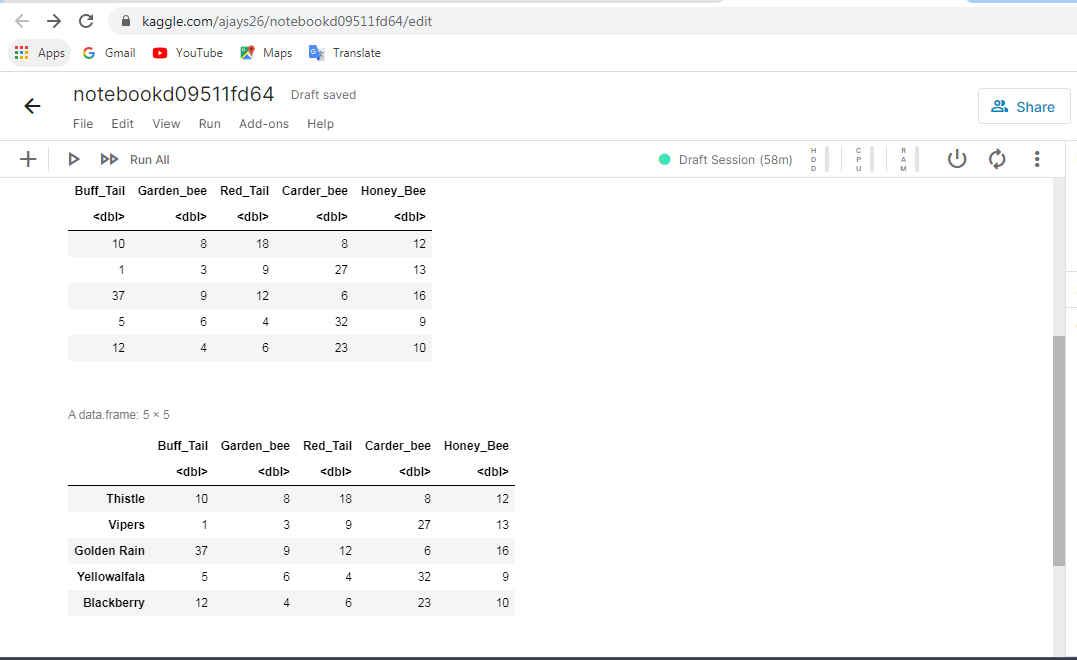 kaggle.com/ajays26/notebookd09511fd64/edit
Apps Gmail YouTube Maps Translate
notebookd09511fd64 Draft saved
Share
File Edit View Run Add-ons Help
Run All Draft Session (58m) HDD CPU RAM
Buff_Tail Garden_bee Red_Tail Carder_bee Honey_Bee
<dbl> <dbl> <dbl> <dbl> <dbl>
10 8 18 8 12
1 3 9 27 13
37 9 12 6 16
5 6 4 32 9
12 4 6 23 10
A data.frame: 5 × 5
Buff_Tail Garden_bee Red_Tail Carder_bee Honey_Bee
<dbl> <dbl> <dbl> <dbl> <dbl>
Thistle 10 8 18 8 12
Vipers 1 3 9 27 13
Golden Rain 37 9 12 6 16
Yellowalfala 5 6 4 32 9
Blackberry 12 4 6 23 10